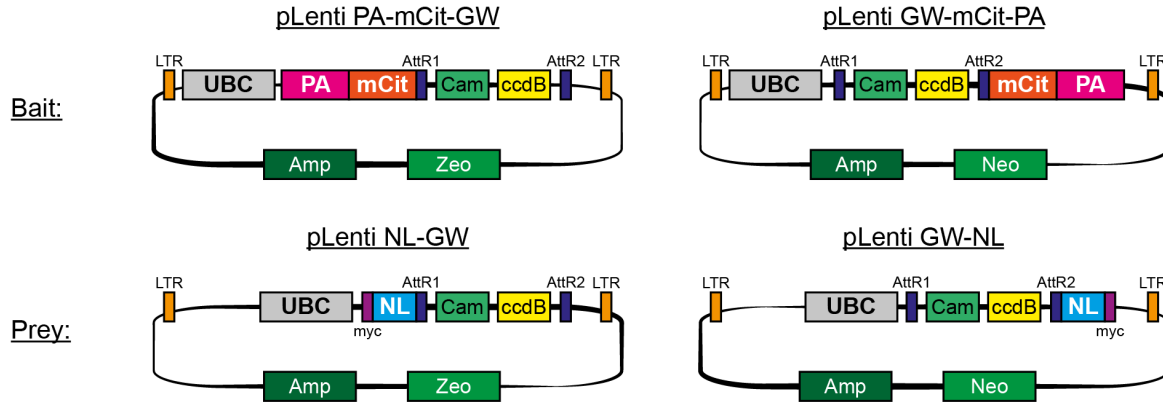 pLenti PA-mCit-GW
pLenti GW-mCit-PA
Bait:
LTR UBC PA mCit AttR1 Cam ccdB AttR2 LTR
LTR UBC AttR1 Cam ccdB AttR2 mCit PA LTR
Amp Zeo
Amp Neo
pLenti NL-GW
pLenti GW-NL
Prey:
LTR UBC myc NL AttR1 Cam ccdB AttR2 LTR
LTR UBC AttR1 Cam ccdB AttR2 NL myc LTR
Amp Zeo
Amp Neo